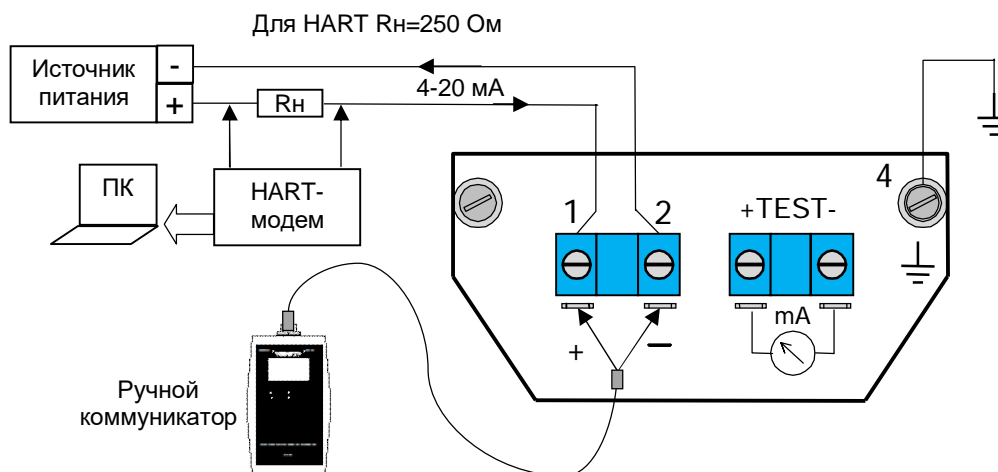 Для HART Rн=250 Ом
Источник
питания
-
+
Rн
4-20 мА
ПК
HART-
модем
1
2
+TEST-
4
mA
+
–
Ручной
коммуникатор